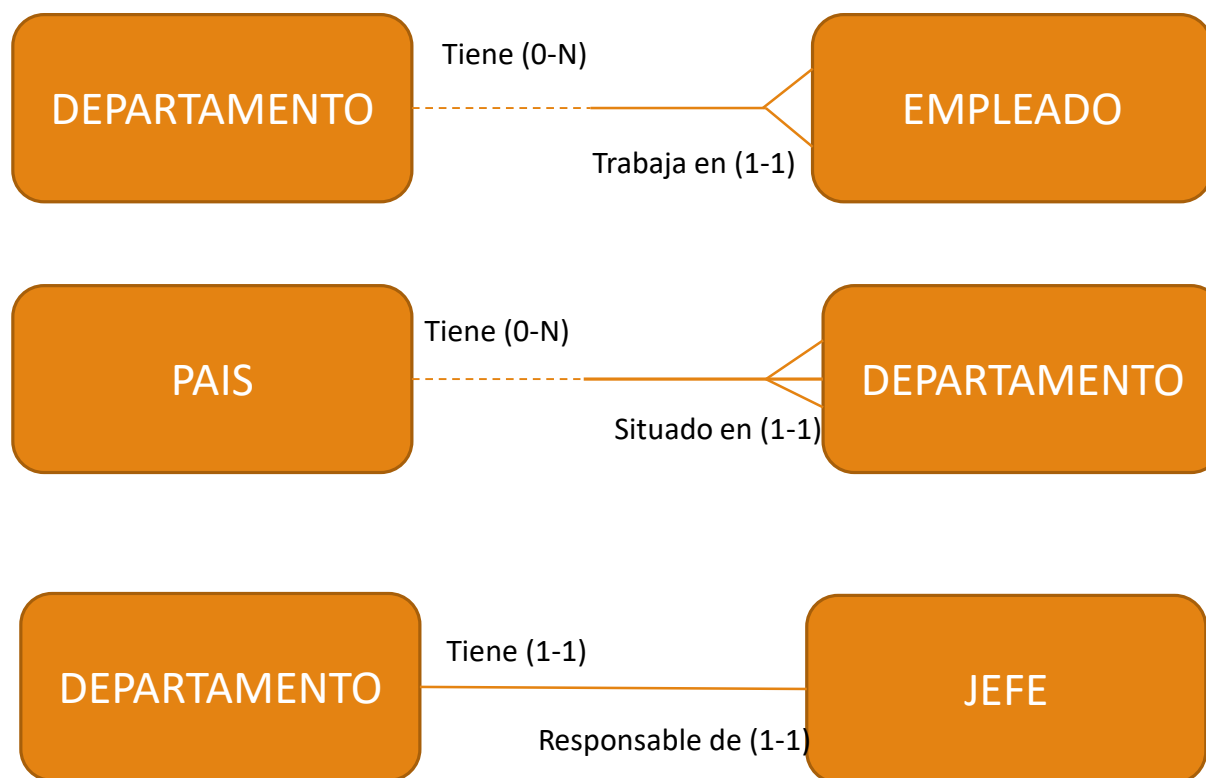 Tiene (0-N)
DEPARTAMENTO
EMPLEADO
Trabaja en (1-1)
Tiene (0-N)
PAIS
DEPARTAMENTO
Situado en (1-1)
Tiene (1-1)
DEPARTAMENTO
JEFE
Responsable de (1-1)